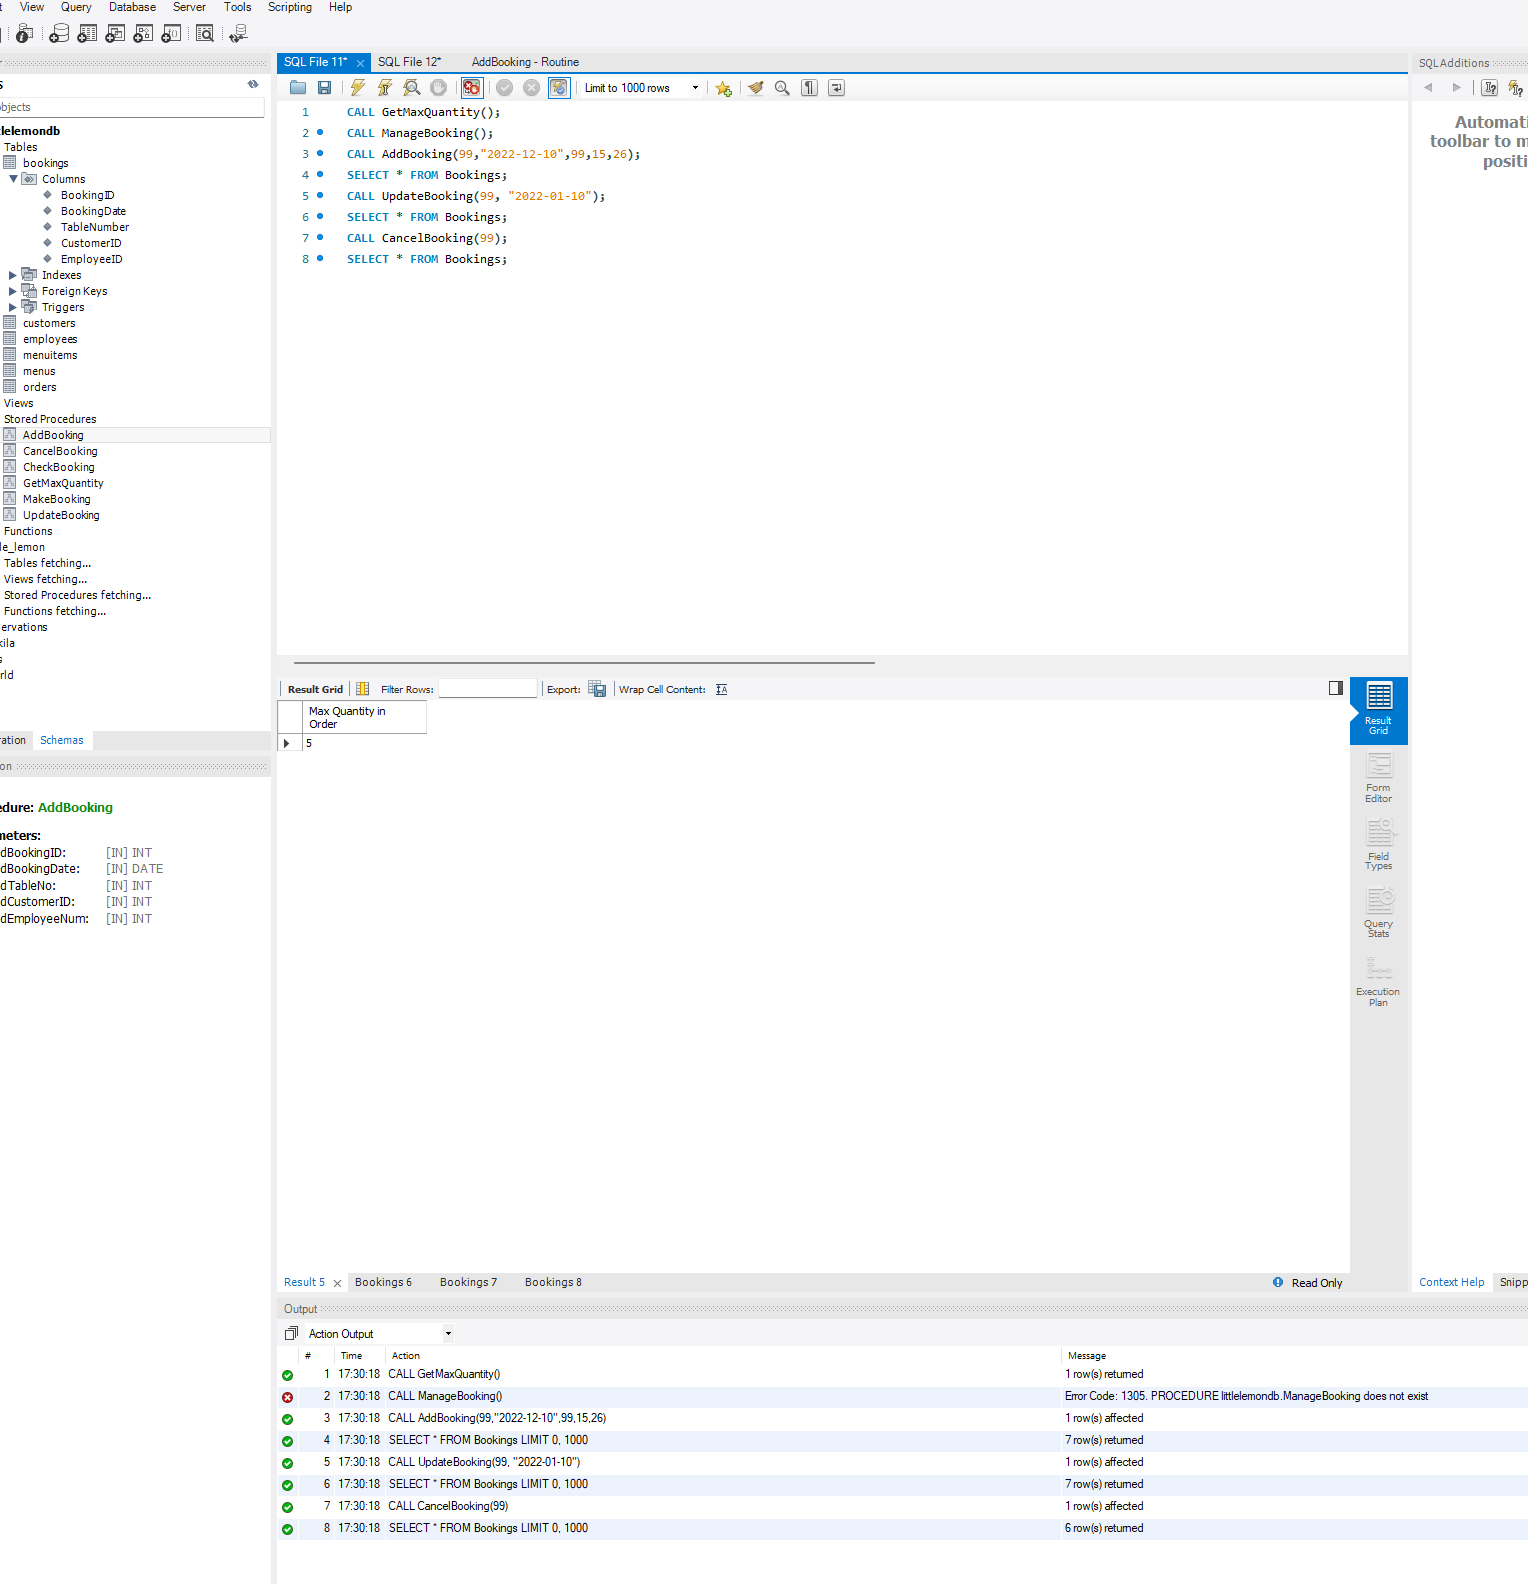 View Query Database Server Tools Scripting Help
SQL File 11* SQL File 12* AddBooking - Routine
SQLAdditions
Limit to 1000 rows
1 CALL GetMaxQuantity();
2 CALL ManageBooking();
3 CALL AddBooking(99,"2022-12-10",99,15,26);
4 SELECT * FROM Bookings;
5 CALL UpdateBooking(99, "2022-01-10");
6 SELECT * FROM Bookings;
7 CALL CancelBooking(99);
8 SELECT * FROM Bookings;
Automati
toolbar to m
positi
bjects
lelemondb
Tables
bookings
Columns
BookingID
BookingDate
TableNumber
CustomerID
EmployeeID
Indexes
Foreign Keys
Triggers
customers
employees
menuitems
menus
orders
Views
Stored Procedures
AddBooking
CancelBooking
CheckBooking
GetMaxQuantity
MakeBooking
UpdateBooking
Functions
le_lemon
Tables fetching...
Views fetching...
Stored Procedures fetching...
Functions fetching...
ervations
kila
s
rld
ration Schemas
on
edure: AddBooking
meters:
dBookingID: [IN] INT
dBookingDate: [IN] DATE
dTableNo: [IN] INT
dCustomerID: [IN] INT
dEmployeeNum: [IN] INT
Result Grid Filter Rows: Export: Wrap Cell Content:
Max Quantity in
Order
5
Result
Grid
Form
Editor
Field
Types
Query
Stats
Execution
Plan
Result 5 Bookings 6 Bookings 7 Bookings 8 Read Only
Context Help Snipp
Output
Action Output
# Time Action Message
1 17:30:18 CALL GetMaxQuantity() 1 row(s) returned
2 17:30:18 CALL ManageBooking() Error Code: 1305. PROCEDURE littlelemondb.ManageBooking does not exist
3 17:30:18 CALL AddBooking(99,"2022-12-10",99,15,26) 1 row(s) affected
4 17:30:18 SELECT * FROM Bookings LIMIT 0, 1000 7 row(s) returned
5 17:30:18 CALL UpdateBooking(99, "2022-01-10") 1 row(s) affected
6 17:30:18 SELECT * FROM Bookings LIMIT 0, 1000 7 row(s) returned
7 17:30:18 CALL CancelBooking(99) 1 row(s) affected
8 17:30:18 SELECT * FROM Bookings LIMIT 0, 1000 6 row(s) returned